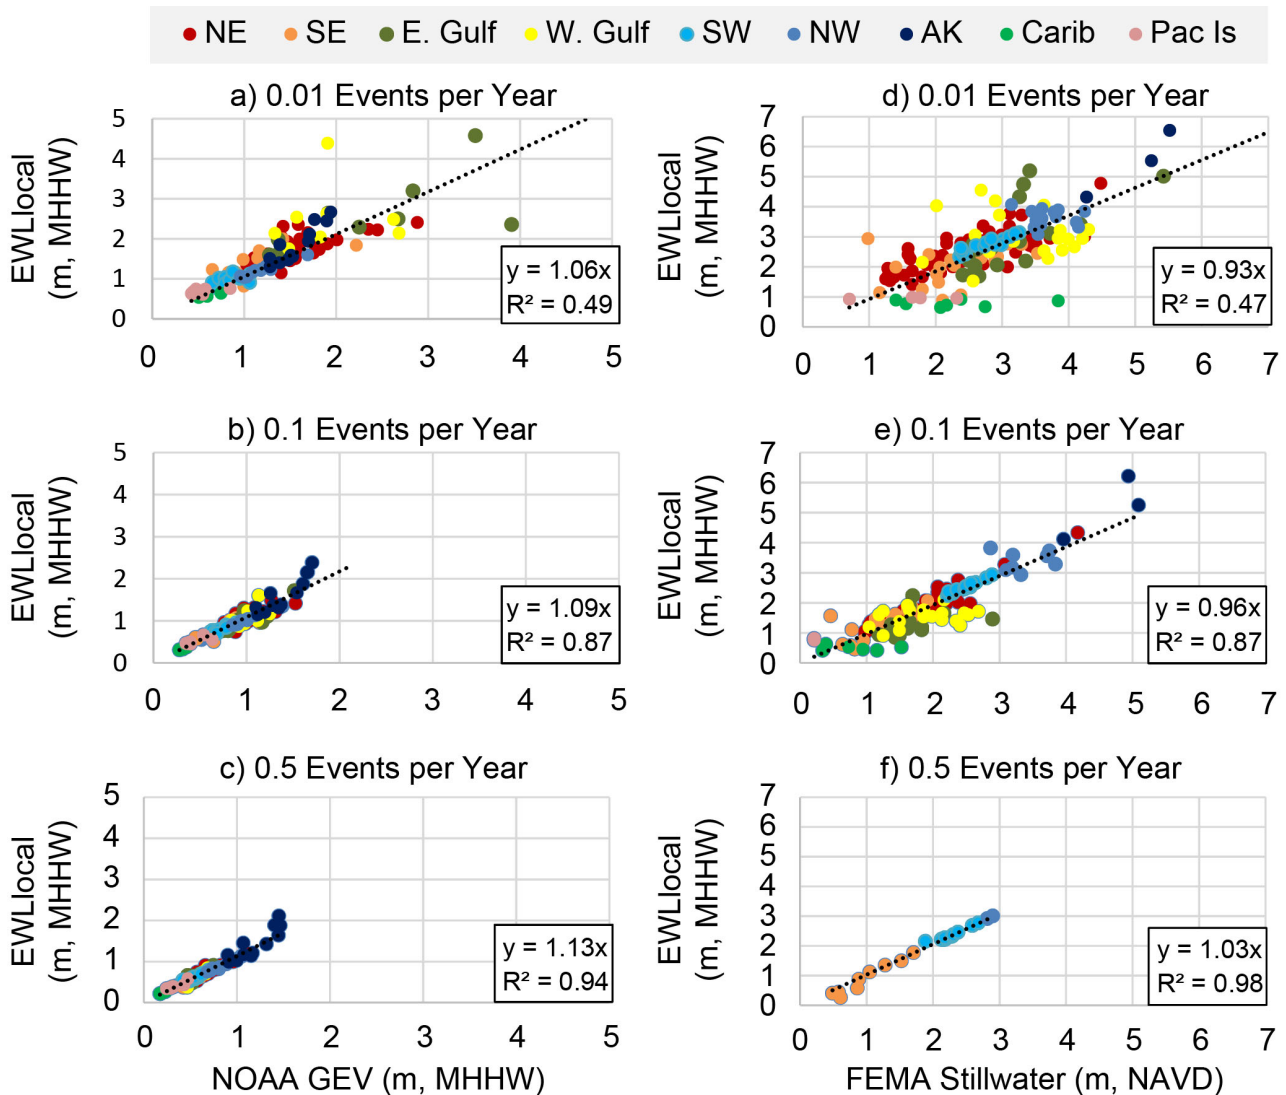 NE SE E. Gulf W. Gulf SW NW AK Carib Pac Is
a) 0.01 Events per Year
EWLlocal
(m, MHHW)
5
4
3
2
1
0
0 1 2 3 4 5
y = 1.06x
R² = 0.49
d) 0.01 Events per Year
EWLlocal
(m, MHHW)
7
6
5
4
3
2
1
0
0 1 2 3 4 5 6 7
y = 0.93x
R² = 0.47
b) 0.1 Events per Year
EWLlocal
(m, MHHW)
5
4
3
2
1
0
0 1 2 3 4 5
y = 1.09x
R² = 0.87
e) 0.1 Events per Year
EWLlocal
(m, MHHW)
7
6
5
4
3
2
1
0
0 1 2 3 4 5 6 7
y = 0.96x
R² = 0.87
c) 0.5 Events per Year
EWLlocal
(m, MHHW)
5
4
3
2
1
0
0 1 2 3 4 5
y = 1.13x
R² = 0.94
NOAA GEV (m, MHHW)
f) 0.5 Events per Year
EWLlocal
(m, MHHW)
7
6
5
4
3
2
1
0
0 1 2 3 4 5 6 7
y = 1.03x
R² = 0.98
FEMA Stillwater (m, NAVD)